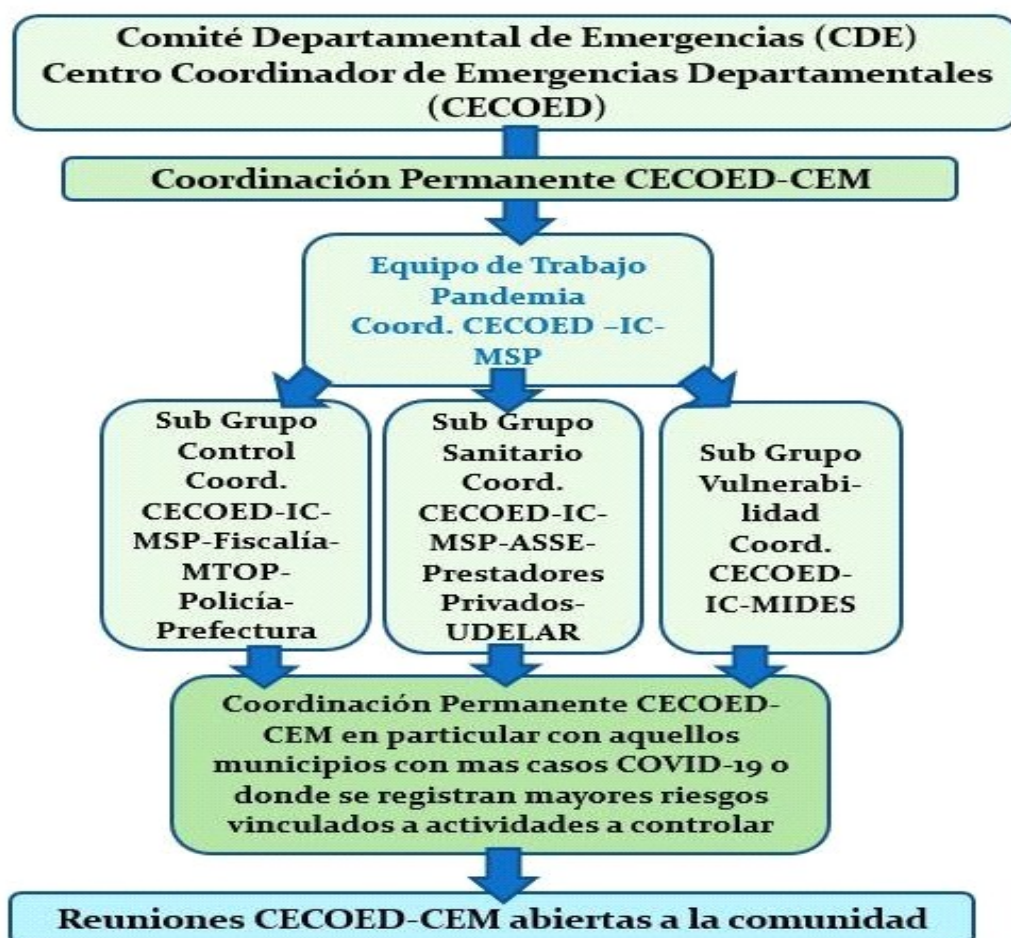 Comité Departamental de Emergencias (CDE)
Centro Coordinador de Emergencias Departamentales
(CECOED)
Coordinación Permanente CECOED-CEM
Equipo de Trabajo
Pandemia
Coord. CECOED –IC-
MSP
Sub Grupo
Control
Coord.
CECOED-IC-
MSP-Fiscalía-
MTOP-
Policía-
Prefectura
Sub Grupo
Sanitario
Coord.
CECOED-IC-
MSP-ASSE-
Prestadores
Privados-
UDELAR
Sub Grupo
Vulnerabi-
lidad
Coord.
CECOED-
IC-MIDES
Coordinación Permanente CECOED-
CEM en particular con aquellos
municipios con mas casos COVID-19 o
donde se registran mayores riesgos
vinculados a actividades a controlar
Reuniones CECOED-CEM abiertas a la comunidad